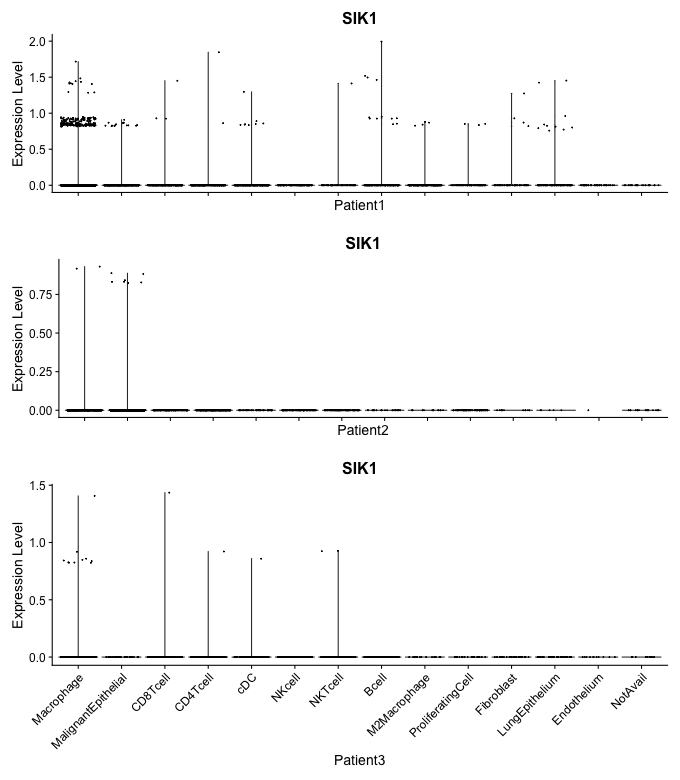 SIK1
Expression Level
2.0
1.5
1.0
0.5
0.0
Patient1
SIK1
Expression Level
0.75
0.50
0.25
0.00
Patient2
SIK1
Expression Level
1.5
1.0
0.5
0.0
Macrophage
MalignantEpithelial
CD8Tcell
CD4Tcell
cDC
NKcell
NKTcell
Bcell
M2Macrophage
ProliferatingCell
Fibroblast
LungEpithelium
Endothelium
NotAvail
Patient3